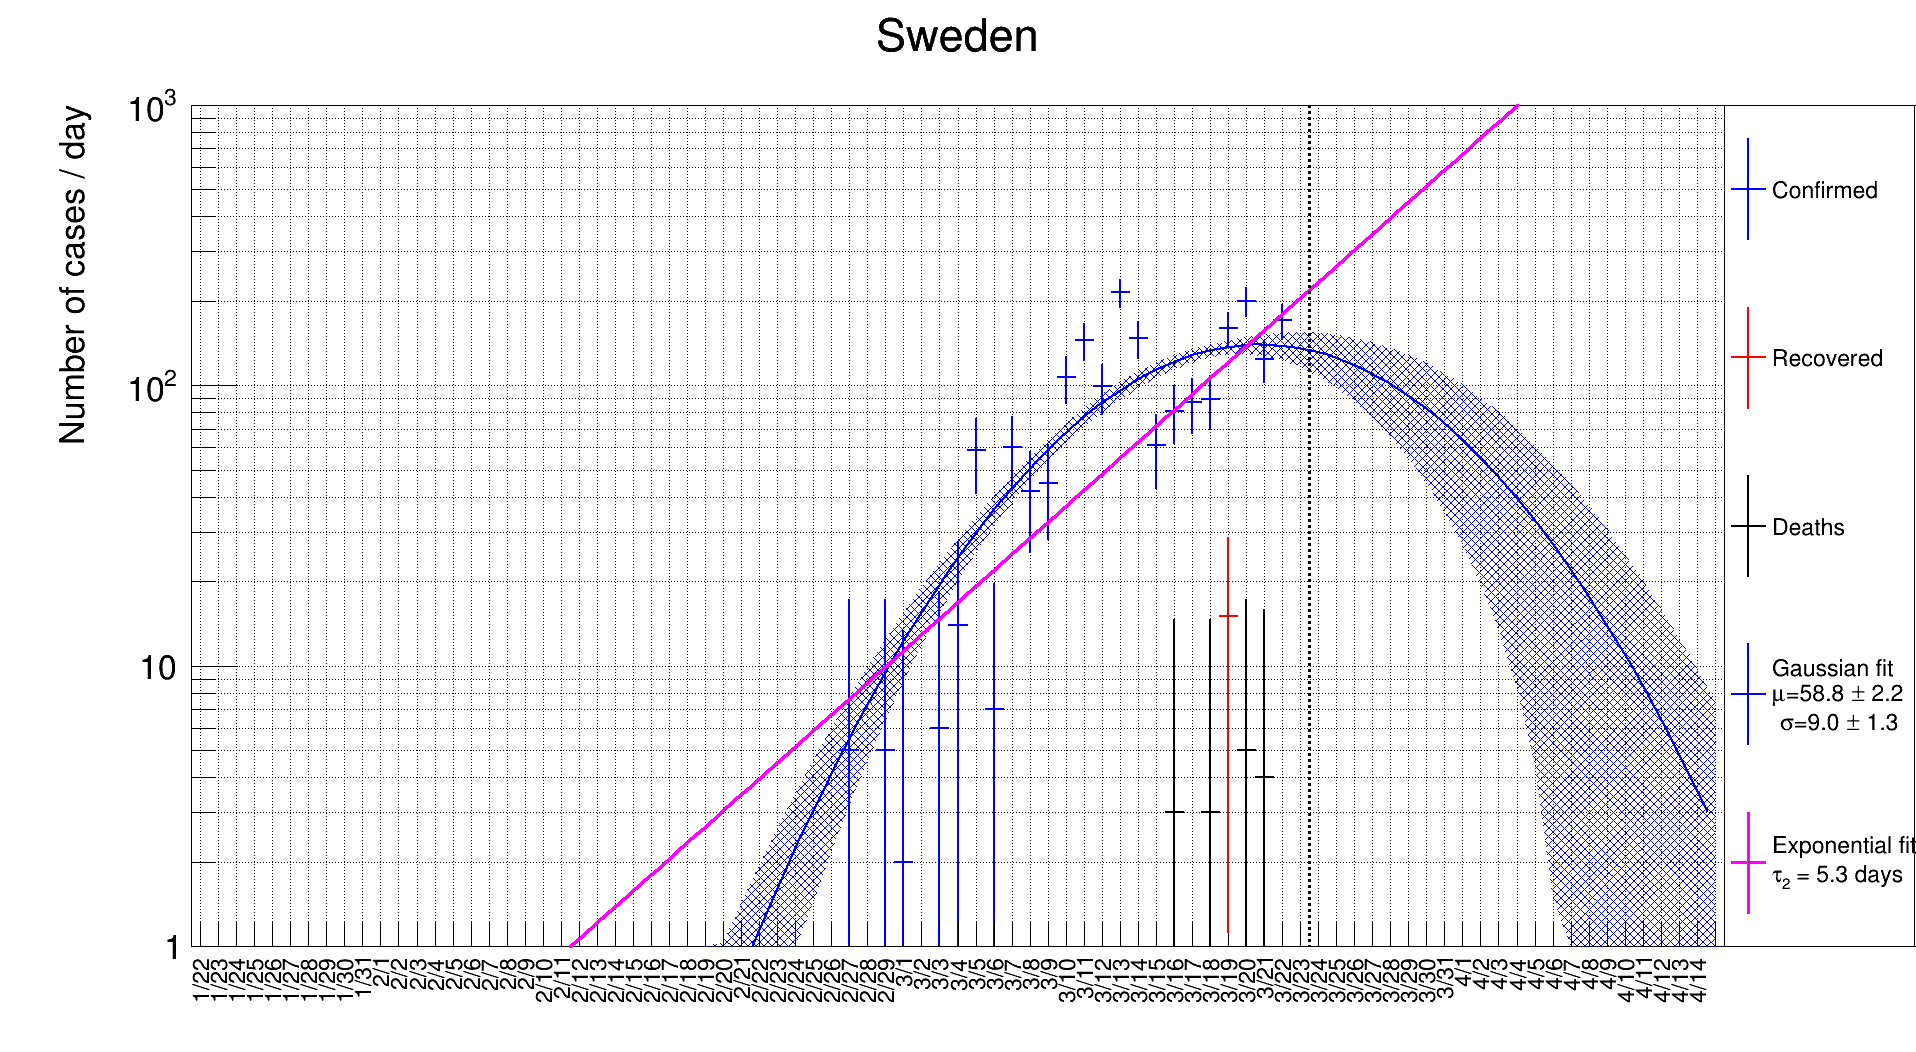 Sweden
Number of cases / day
10³
10²
10
1
1/22 1/23 1/24 1/25 1/26 1/27 1/28 1/29 1/30 1/31 2/1 2/2 2/3 2/4 2/5 2/6 2/7 2/8 2/9 2/10 2/11 2/12 2/13 2/14 2/15 2/16 2/17 2/18 2/19 2/20 2/21 2/22 2/23 2/24 2/25 2/26 2/27 2/28 2/29 3/1 3/2 3/3 3/4 3/5 3/6 3/7 3/8 3/9 3/10 3/11 3/12 3/13 3/14 3/15 3/16 3/17 3/18 3/19 3/20 3/21 3/22 3/23 3/24 3/25 3/26 3/27 3/28 3/29 3/30 3/31 4/1 4/2 4/3 4/4 4/5 4/6 4/7 4/8 4/9 4/10 4/11 4/12 4/13 4/14
Confirmed
Recovered
Deaths
Gaussian fit
μ=58.8 ± 2.2
σ=9.0 ± 1.3
Exponential fit
τ₂ = 5.3 days